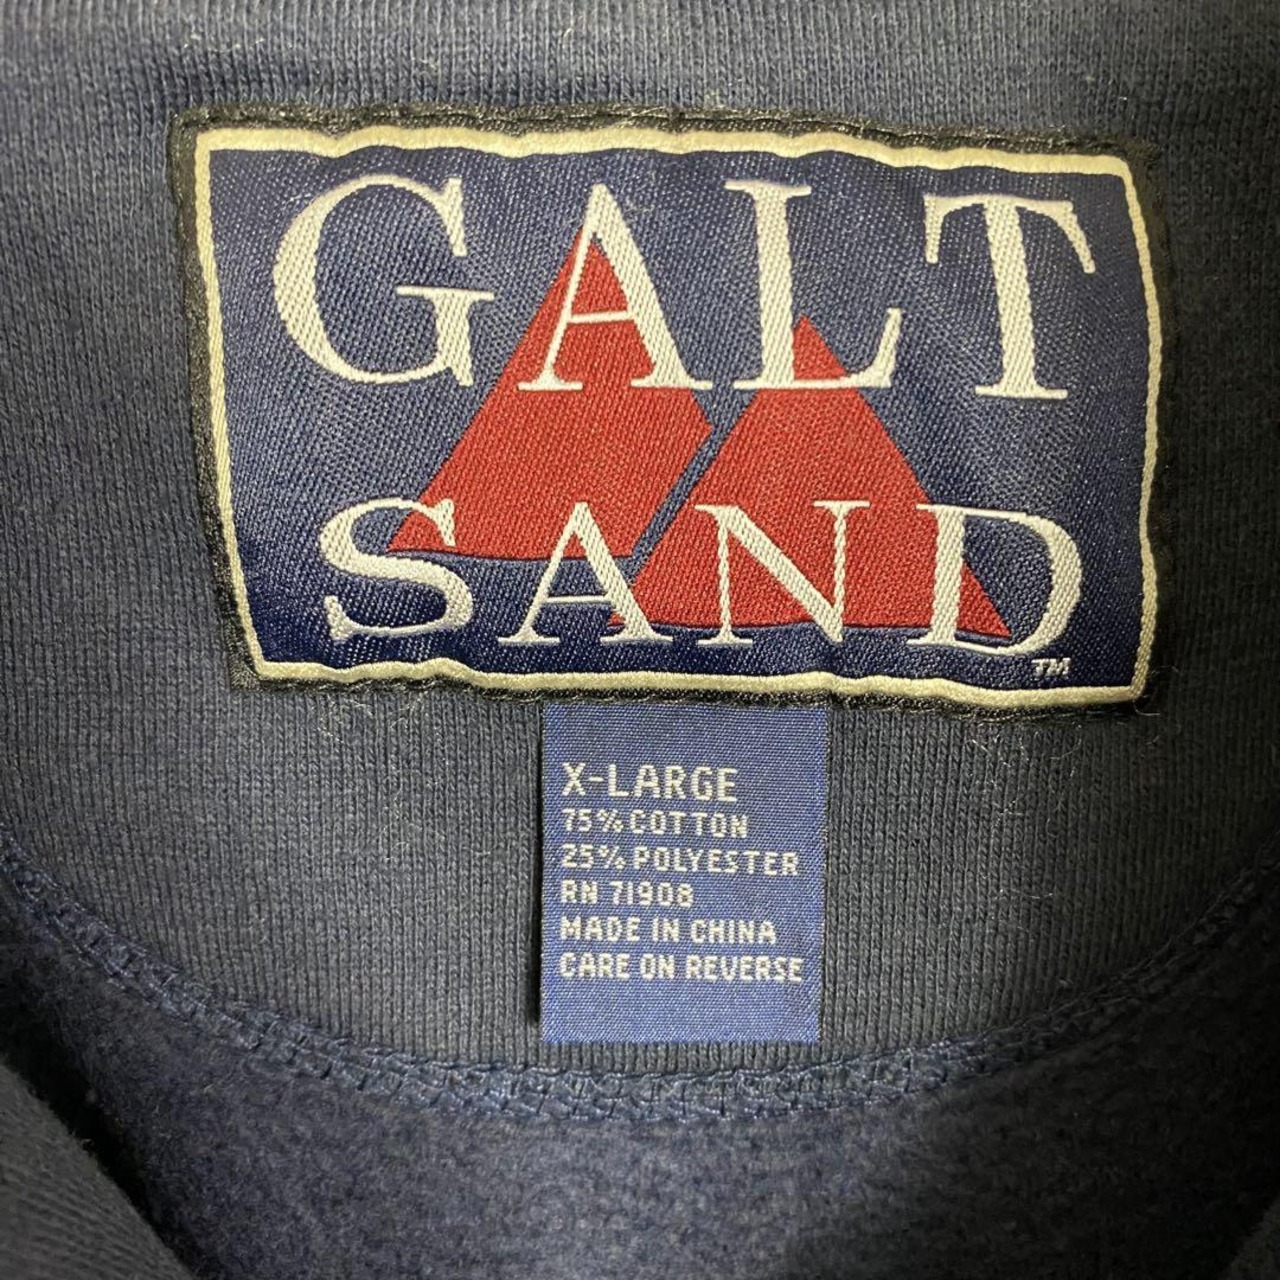 GALT
SAND
TM
X-LARGE
75% COTTON
25% POLYESTER
RN 71908
MADE IN CHINA
CARE ON REVERSE